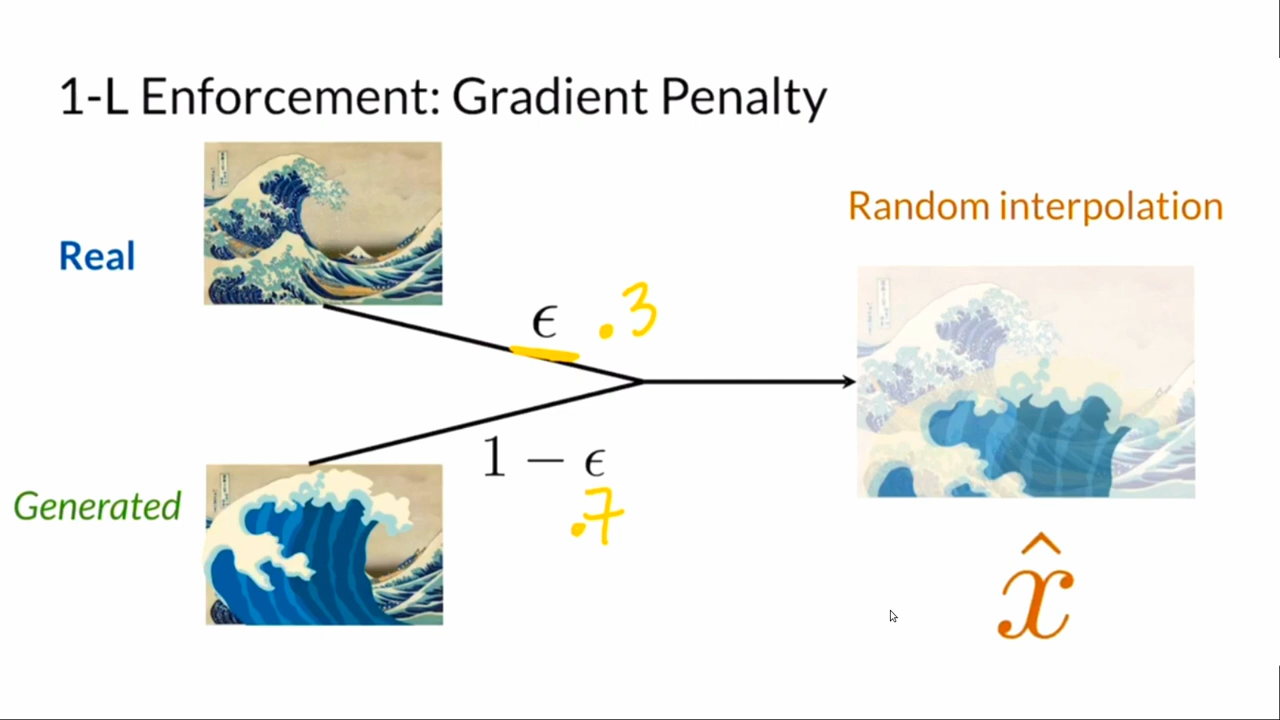 1-L Enforcement: Gradient Penalty
Real
ϵ .3
Random interpolation
Generated
1 − ϵ
.7
x̂